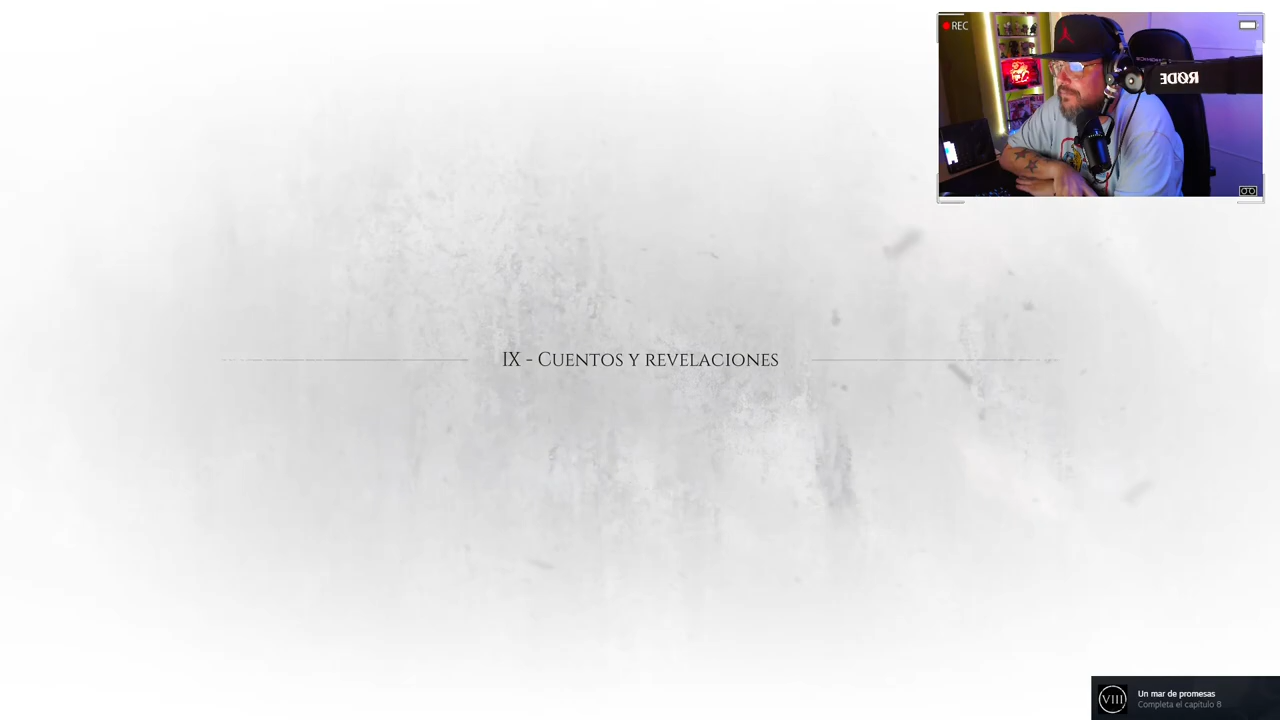 REC
RØDE
IX - Cuentos y revelaciones
VIII
Un mar de promesas
Completa el capítulo 8